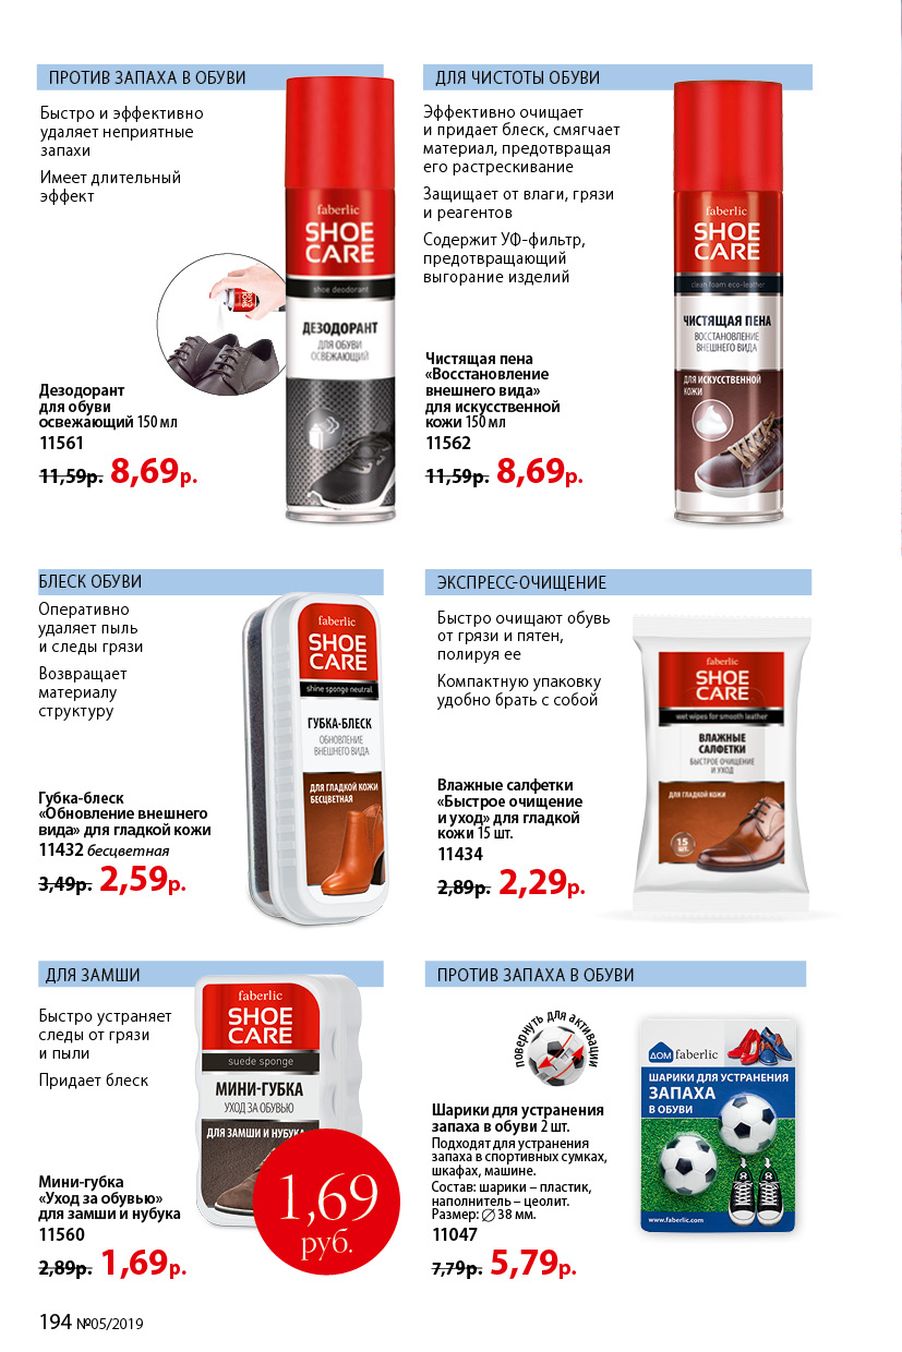 ПРОТИВ ЗАПАХА В ОБУВИ
Быстро и эффективно
удаляет неприятные
запахи
Имеет длительный
эффект
Дезодорант
для обуви
освежающий 150 мл
11561
11,59р. 8,69р.
faberlic
SHOE
CARE
shoe deodorant
ДЕЗОДОРАНТ
ДЛЯ ОБУВИ
ОСВЕЖАЮЩИЙ
ДЛЯ ЧИСТОТЫ ОБУВИ
Эффективно очищает
и придает блеск, смягчает
материал, предотвращая
его растрескивание
Защищает от влаги, грязи
и реагентов
Содержит УФ-фильтр,
предотвращающий
выгорание изделий
Чистящая пена
«Восстановление
внешнего вида»
для искусственной
кожи 150 мл
11562
11,59р. 8,69р.
faberlic
SHOE
CARE
clean foam eco-leather
ЧИСТЯЩАЯ ПЕНА
ВОССТАНОВЛЕНИЕ
ВНЕШНЕГО ВИДА
ДЛЯ ИСКУССТВЕННОЙ
КОЖИ
БЛЕСК ОБУВИ
Оперативно
удаляет пыль
и следы грязи
Возвращает
материалу
структуру
Губка-блеск
«Обновление внешнего
вида» для гладкой кожи
11432 бесцветная
3,49р. 2,59р.
faberlic
SHOE
CARE
shine sponge neutral
ГУБКА-БЛЕСК
ОБНОВЛЕНИЕ
ВНЕШНЕГО ВИДА
ДЛЯ ГЛАДКОЙ КОЖИ
БЕСЦВЕТНАЯ
ЭКСПРЕСС-ОЧИЩЕНИЕ
Быстро очищают обувь
от грязи и пятен,
полируя ее
Компактную упаковку
удобно брать с собой
Влажные салфетки
«Быстрое очищение
и уход» для гладкой
кожи 15 шт.
11434
2,89р. 2,29р.
faberlic
SHOE
CARE
wet wipes for smooth leather
ВЛАЖНЫЕ
САЛФЕТКИ
БЫСТРОЕ ОЧИЩЕНИЕ
И УХОД
ДЛЯ ГЛАДКОЙ КОЖИ
15
шт.
ДЛЯ ЗАМШИ
Быстро устраняет
следы от грязи
и пыли
Придает блеск
Мини-губка
«Уход за обувью»
для замши и нубука
11560
2,89р. 1,69р.
faberlic
SHOE
CARE
suede sponge
МИНИ-ГУБКА
УХОД ЗА ОБУВЬЮ
ДЛЯ ЗАМШИ И НУБУКА
1,69
руб.
ПРОТИВ ЗАПАХА В ОБУВИ
повернуть для активации
Шарики для устранения
запаха в обуви 2 шт.
Подходят для устранения
запаха в спортивных сумках,
шкафах, машине.
Состав: шарики – пластик,
наполнитель – цеолит.
Размер: ∅ 38 мм.
11047
7,79р. 5,79р.
ДОМ faberlic
ШАРИКИ ДЛЯ УСТРАНЕНИЯ
ЗАПАХА
В ОБУВИ
www.faberlic.com
194 №05/2019